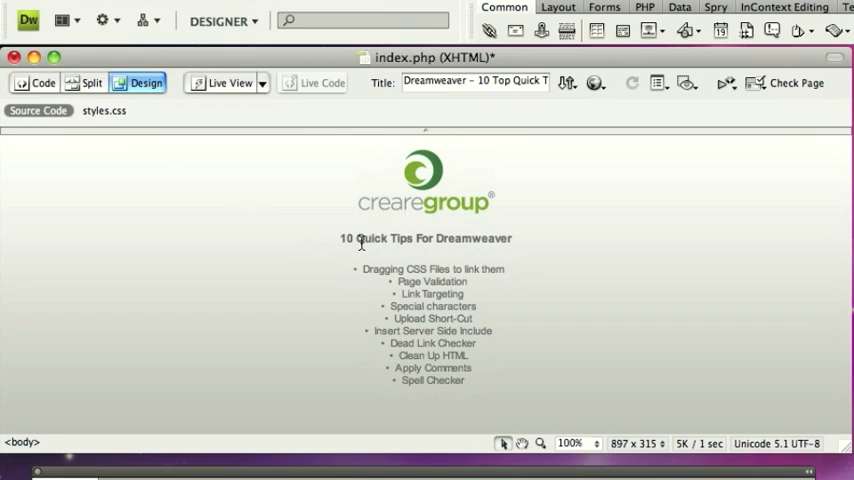 Dw DESIGNER
Common Layout Forms PHP Data Spry InContext Editing Te
index.php (XHTML)*
Code Split Design Live View Live Code Title: Dreamweaver - 10 Top Quick T Check Page
Source Code styles.css
crearegroup®
10 Quick Tips For Dreamweaver
• Dragging CSS Files to link them
• Page Validation
• Link Targeting
• Special characters
• Upload Short-Cut
• Insert Server Side Include
• Dead Link Checker
• Clean Up HTML
• Apply Comments
• Spell Checker
<body> 100% 897 x 315 5K / 1 sec Unicode 5.1 UTF-8